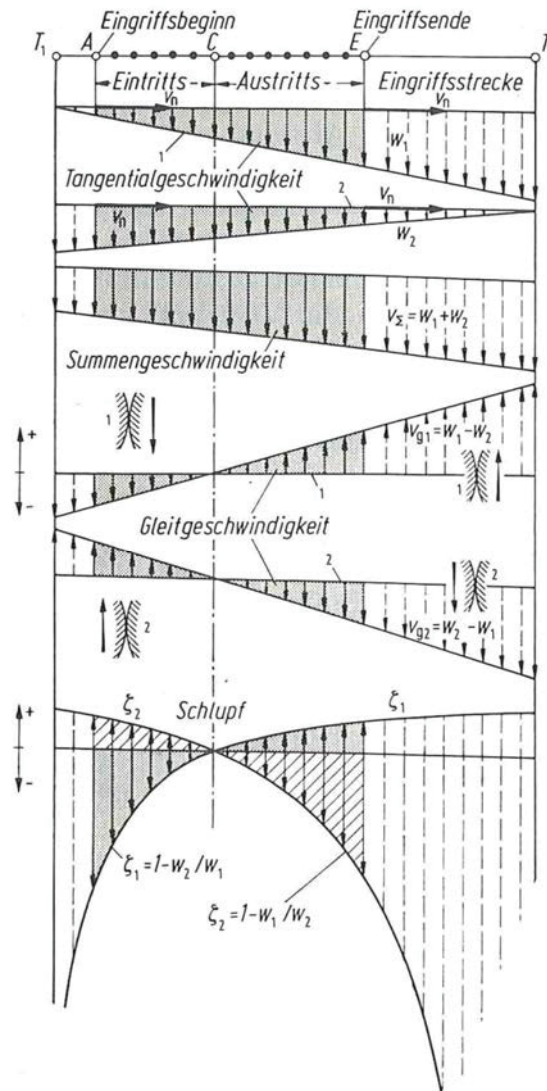 Eingriffsbeginn Eingriffsende
T₁ A C E T
Eintritts- Austritts- Eingriffsstrecke
vₙ vₙ
1 w₁
Tangentialgeschwindigkeit
2 vₙ
vₙ
w₂
v_Σ = w₁ + w₂
Summengeschwindigkeit
1
+ v_g1 = w₁ - w₂
- 1 1
Gleitgeschwindigkeit
2 2
2 v_g2 = w₂ - w₁
+ ζ₂ Schlupf ζ₁
-
ζ₁ = 1 - w₂ / w₁
ζ₂ = 1 - w₁ / w₂